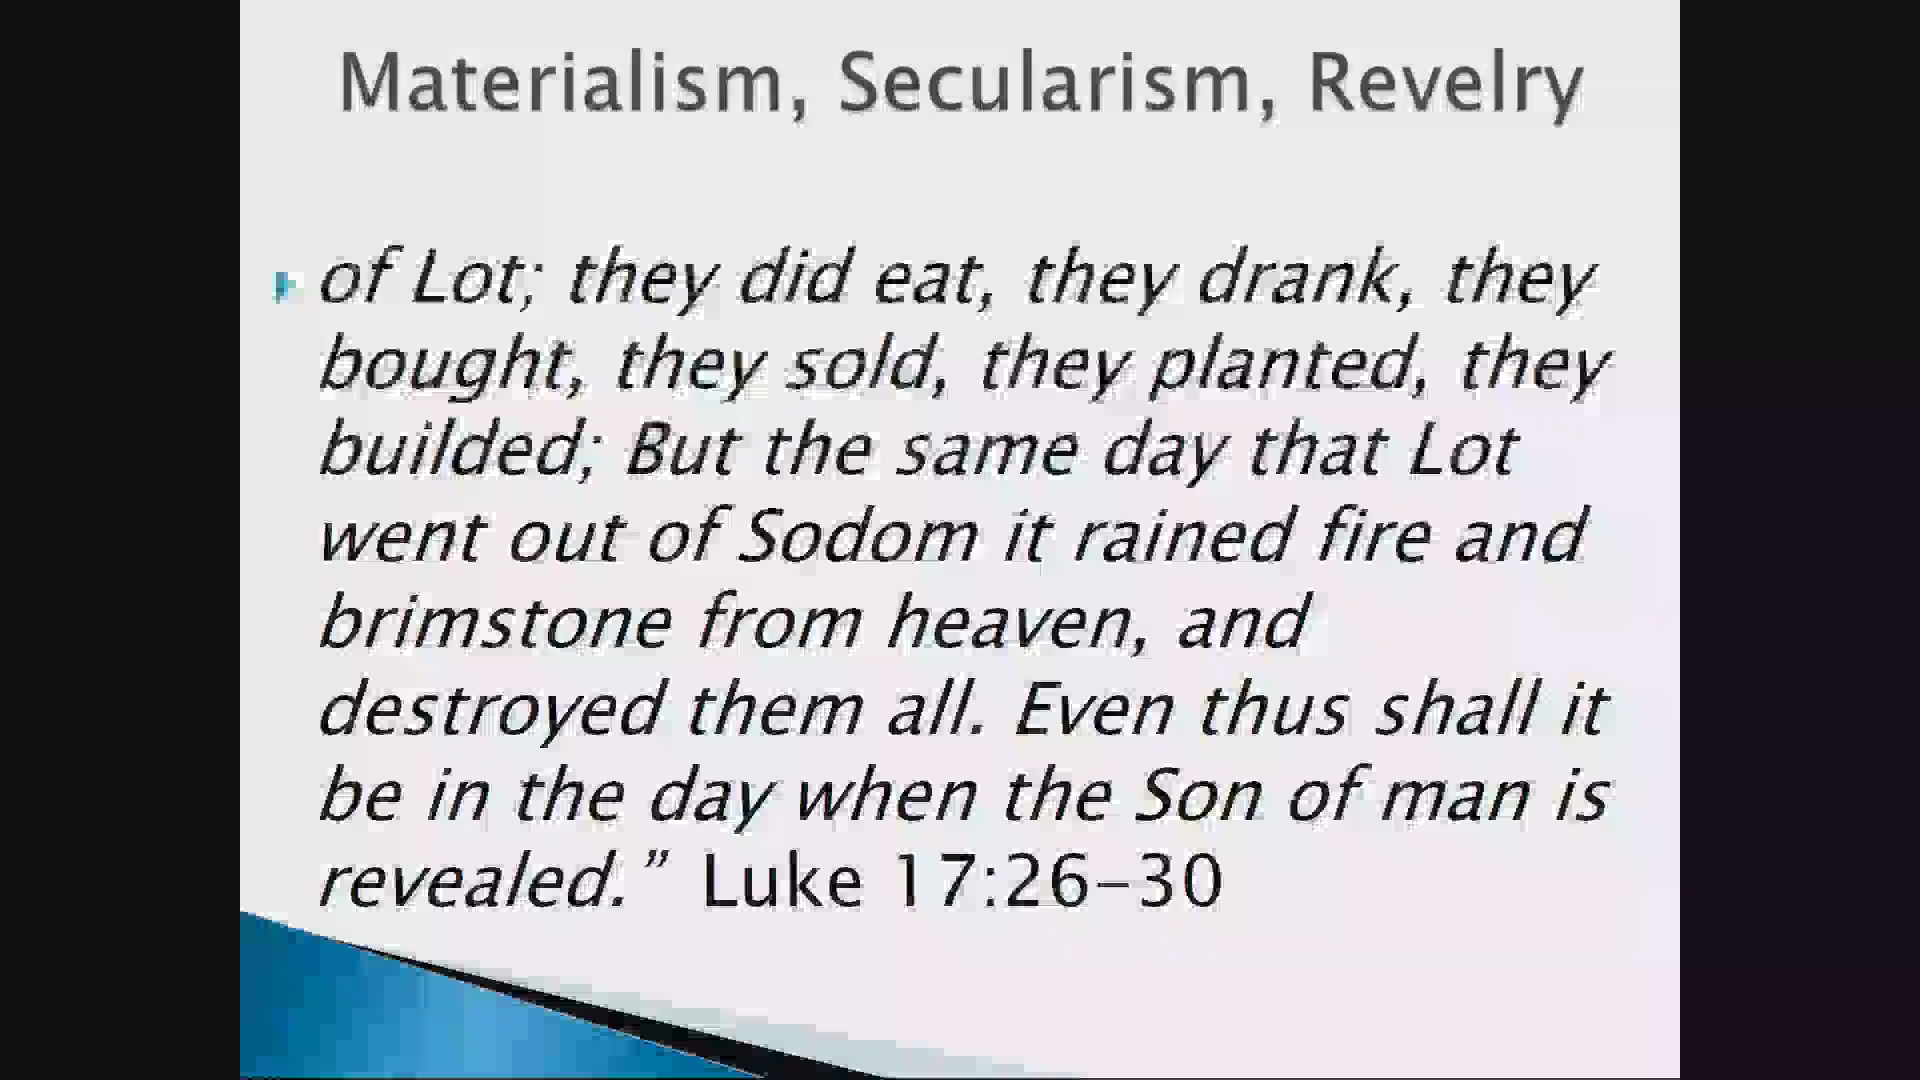 Materialism, Secularism, Revelry
of Lot; they did eat, they drank, they
bought, they sold, they planted, they
builded; But the same day that Lot
went out of Sodom it rained fire and
brimstone from heaven, and
destroyed them all. Even thus shall it
be in the day when the Son of man is
revealed.” Luke 17:26-30